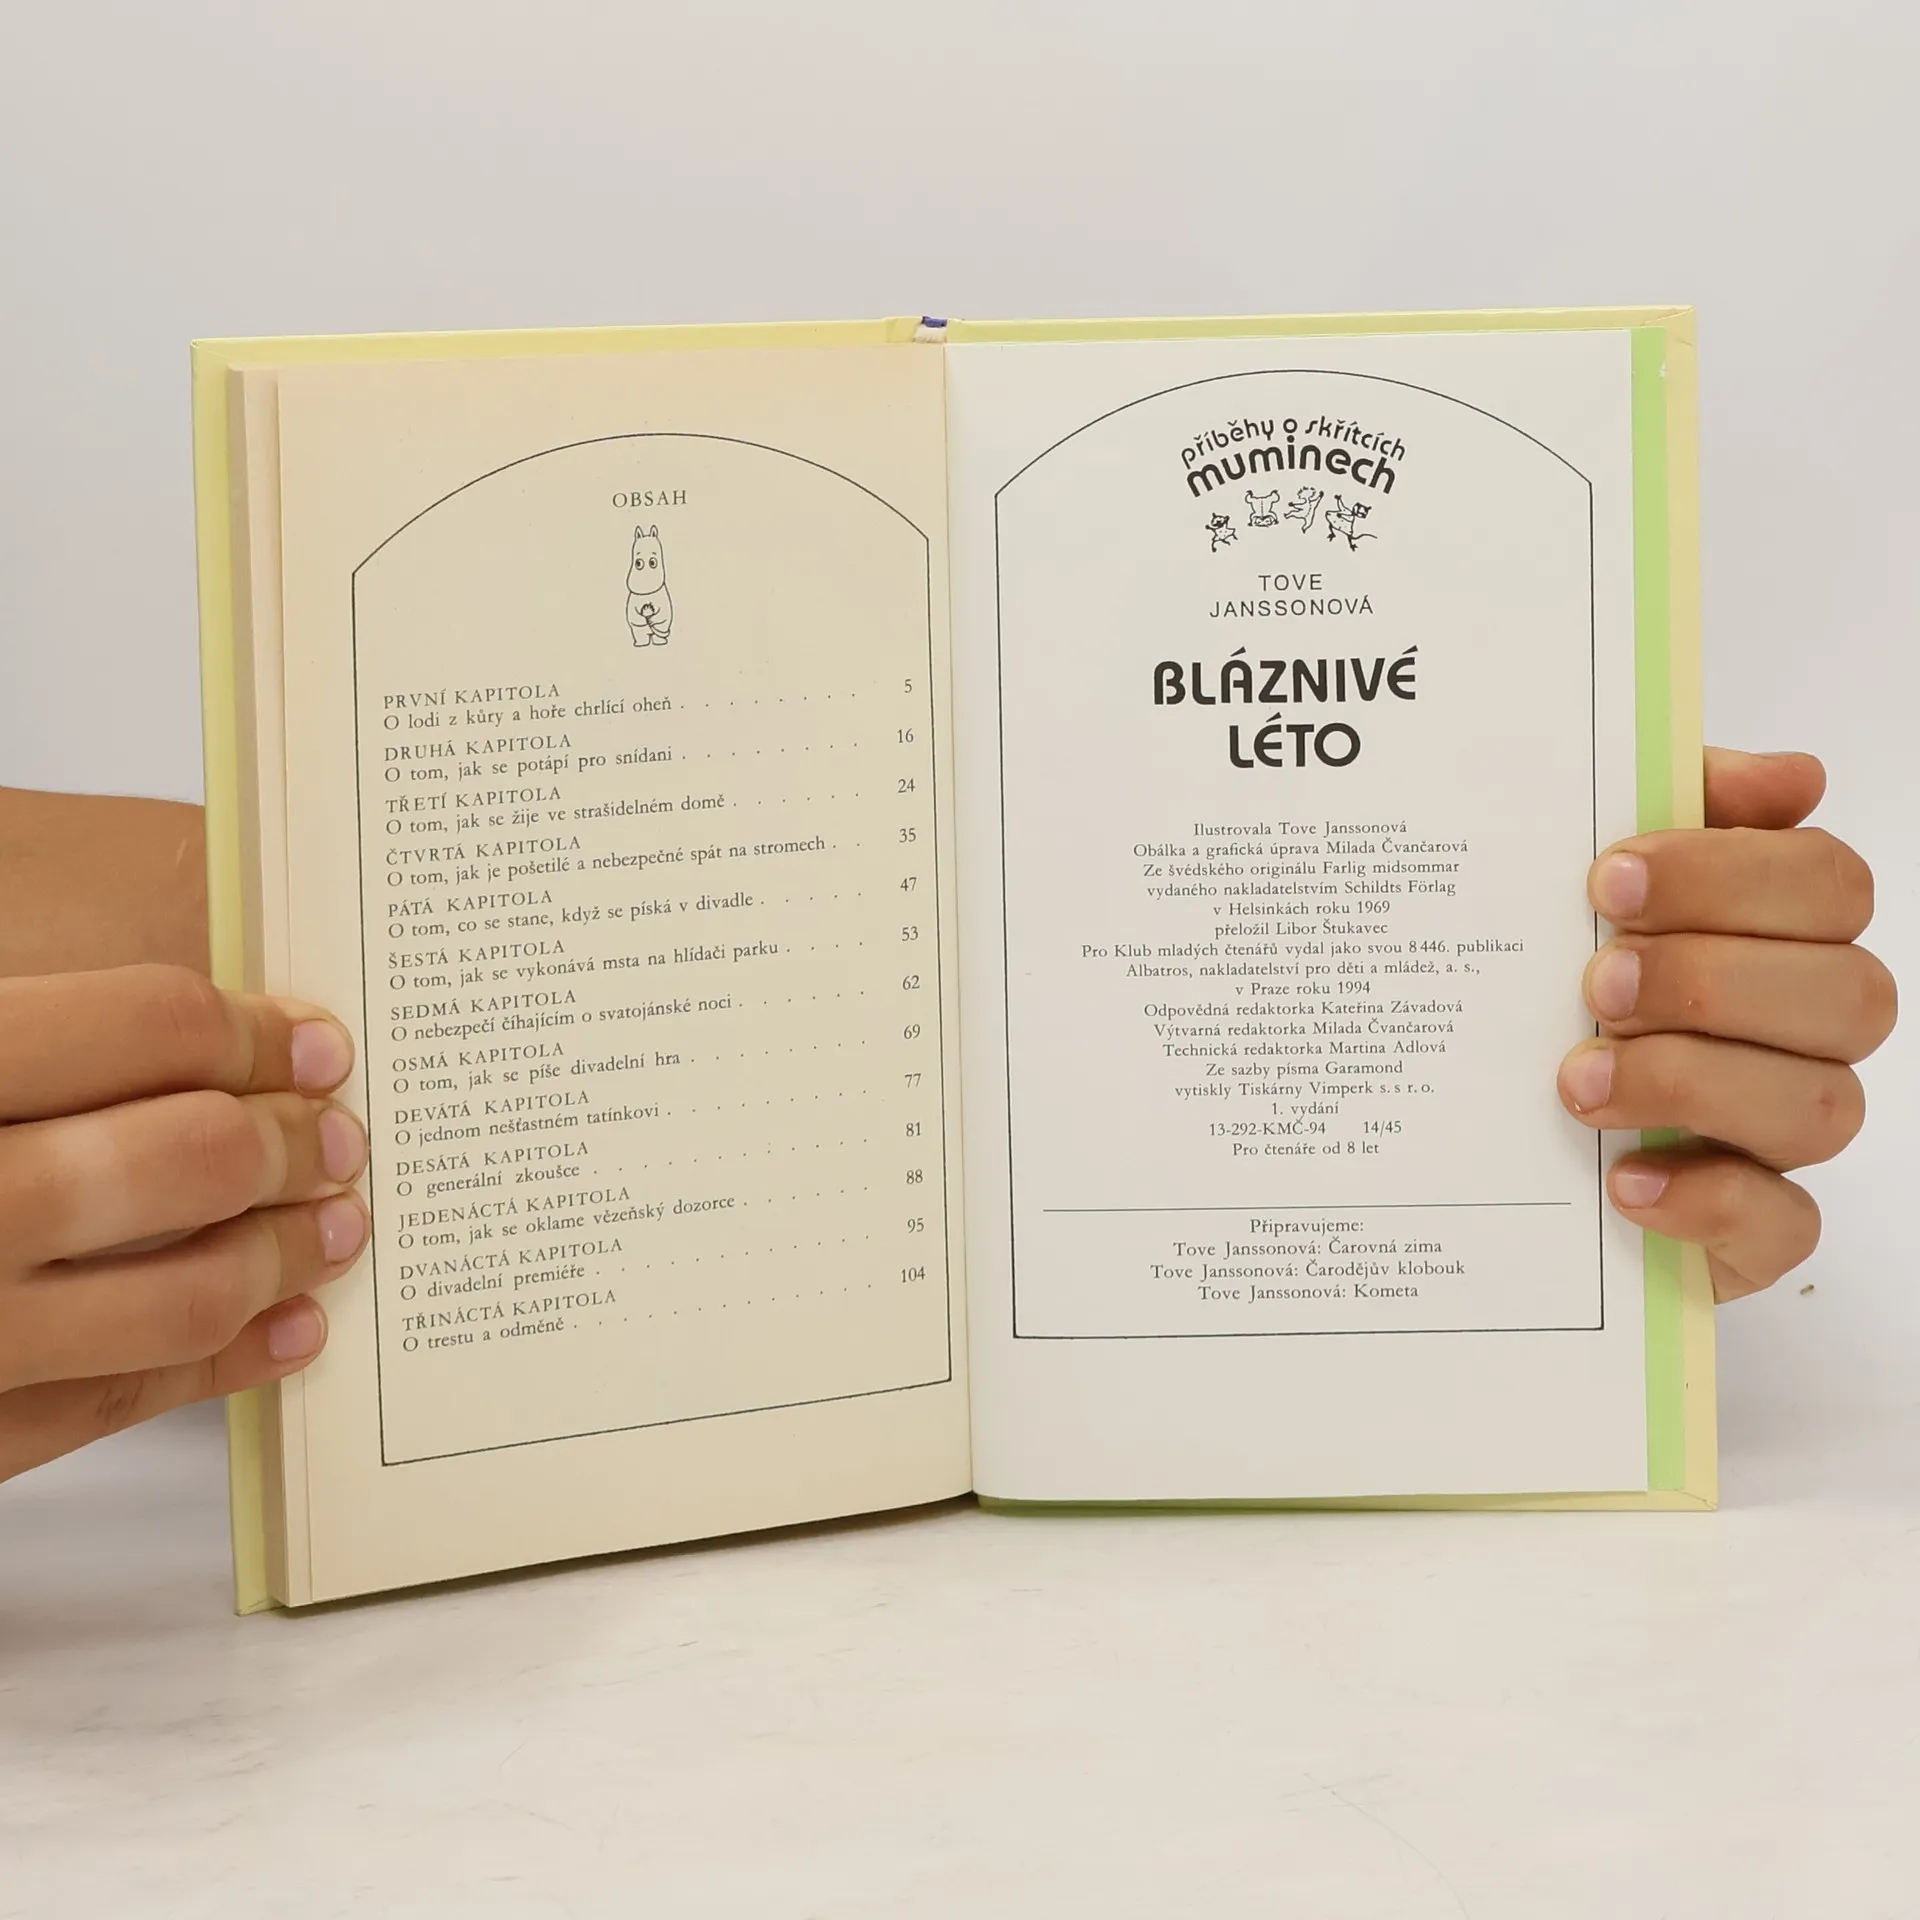 OBSAH
PRVNÍ KAPITOLA
O lodi z kůry a hoře chrlící oheň . . . . . . . . 5
DRUHÁ KAPITOLA
O tom, jak se potápí pro snídani . . . . . . . . 16
TŘETÍ KAPITOLA
O tom, jak se žije ve strašidelném domě . . . . . . 24
ČTVRTÁ KAPITOLA
O tom, jak je pošetilé a nebezpečné spát na stromech . . 35
PÁTÁ KAPITOLA
O tom, co se stane, když se píská v divadle . . . . . 47
ŠESTÁ KAPITOLA
O tom, jak se vykonává msta na hlídači parku . . . . 53
SEDMÁ KAPITOLA
O nebezpečí číhajícím o svatojánské noci . . . . . . 62
OSMÁ KAPITOLA
O tom, jak se píše divadelní hra . . . . . . . . 69
DEVÁTÁ KAPITOLA
O jednom nešťastném tatínkovi . . . . . . . . . 77
DESÁTÁ KAPITOLA
O generální zkoušce . . . . . . . . . . . 81
JEDENÁCTÁ KAPITOLA
O tom, jak se oklame vězeňský dozorce . . . . . . 88
DVANÁCTÁ KAPITOLA
O divadelní premiéře . . . . . . . . . . . 95
TŘINÁCTÁ KAPITOLA
O trestu a odměně . . . . . . . . . . . . 104
příběhy o skřítcích
muminech
TOVE
JANSSONOVÁ
BLÁZNIVÉ
LÉTO
Ilustrovala Tove Janssonová
Obálka a grafická úprava Milada Čvančarová
Ze švédského originálu Farlig midsommar
vydaného nakladatelstvím Schildts Förlag
v Helsinkách roku 1969
přeložil Libor Štukavec
Pro Klub mladých čtenářů vydal jako svou 8 446. publikaci
Albatros, nakladatelství pro děti a mládež, a. s.,
v Praze roku 1994
Odpovědná redaktorka Kateřina Závadová
Výtvarná redaktorka Milada Čvančarová
Technická redaktorka Martina Adlová
Ze sazby písma Garamond
vytiskly Tiskárny Vimperk s. s r. o.
1. vydání
13-292-KMČ-94 14/45
Pro čtenáře od 8 let
Připravujeme:
Tove Janssonová: Čarovná zima
Tove Janssonová: Čarodějův klobouk
Tove Janssonová: Kometa